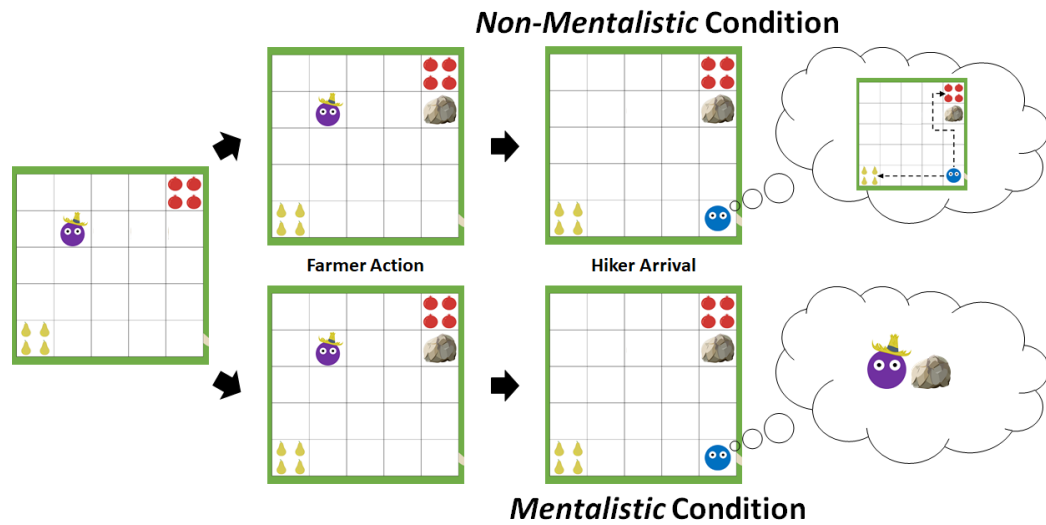 Non-Mentalistic Condition
Farmer Action
Hiker Arrival
Mentalistic Condition